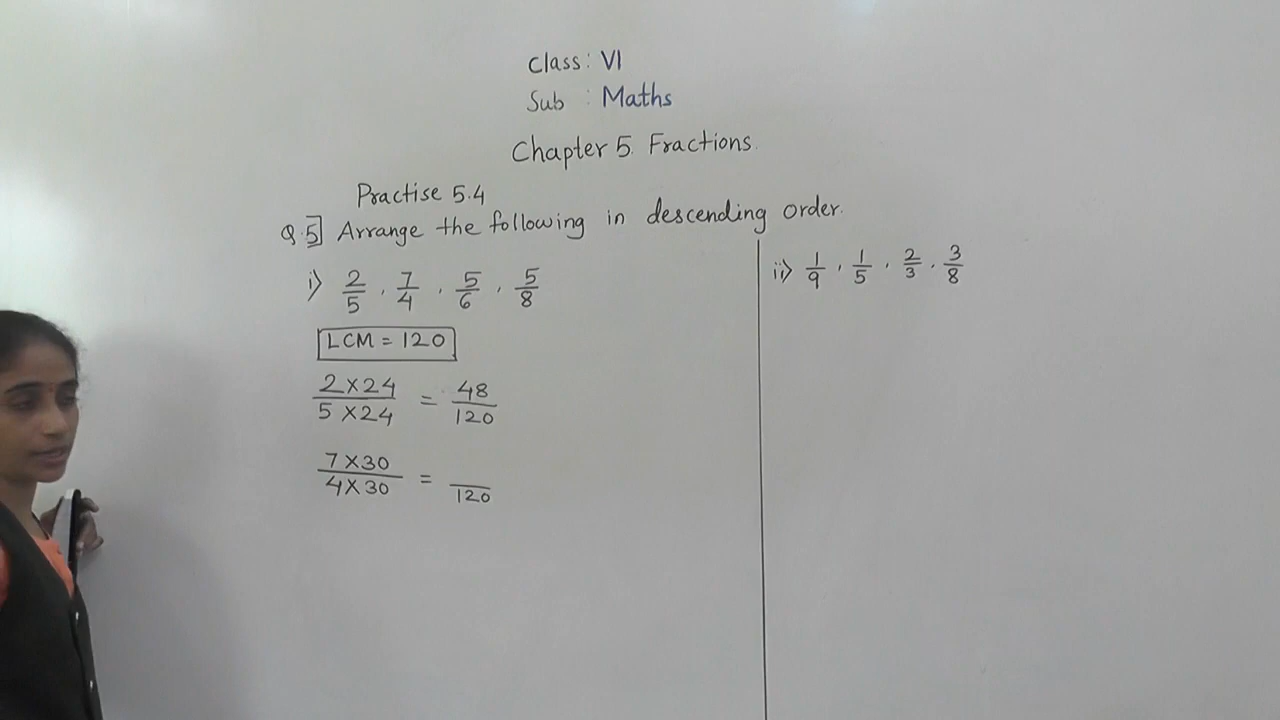 Class: VI
Sub : Maths
Chapter 5. Fractions.
Practise 5.4
Q.5] Arrange the following in descending order.
i) 2/5, 7/4, 5/6, 5/8
LCM = 120
2×24/5×24 = 48/120
7×30/4×30 = /120
ii) 1/9, 1/5, 2/3, 3/8